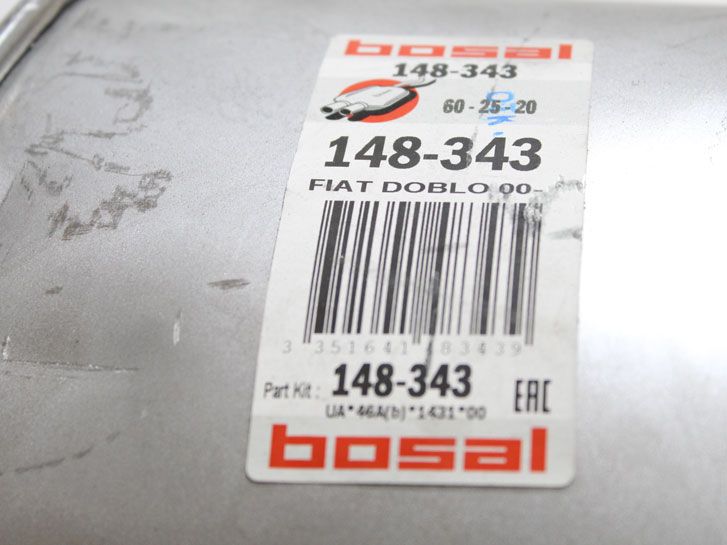 bosal
148-343
60 - 25 - 20
OTK.
148-343
FIAT DOBLO 00-
3 351641 483439
Part Kit : 148-343
EAC
UA*46A(b)*1431*00
bosal